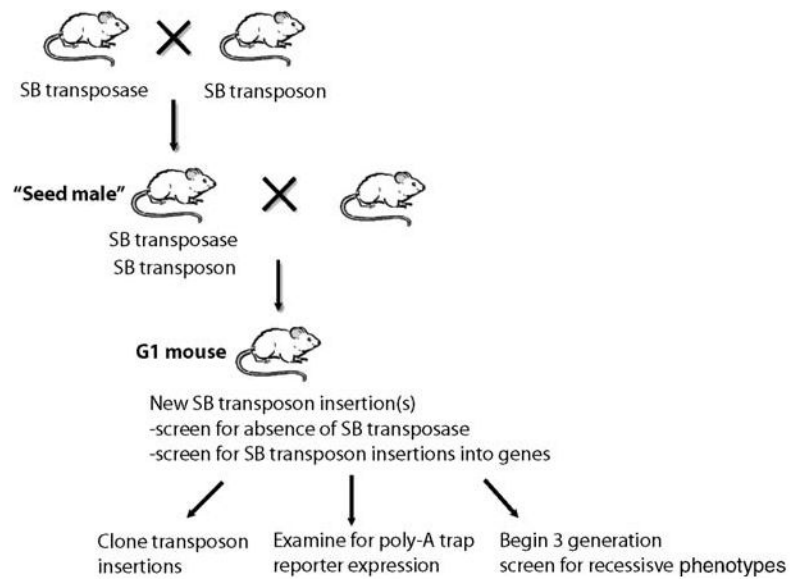 SB transposase
SB transposon
"Seed male"
SB transposase
SB transposon
G1 mouse
New SB transposon insertion(s)
-screen for absence of SB transposase
-screen for SB transposon insertions into genes
Clone transposon
insertions
Examine for poly-A trap
reporter expression
Begin 3 generation
screen for recessisve phenotypes